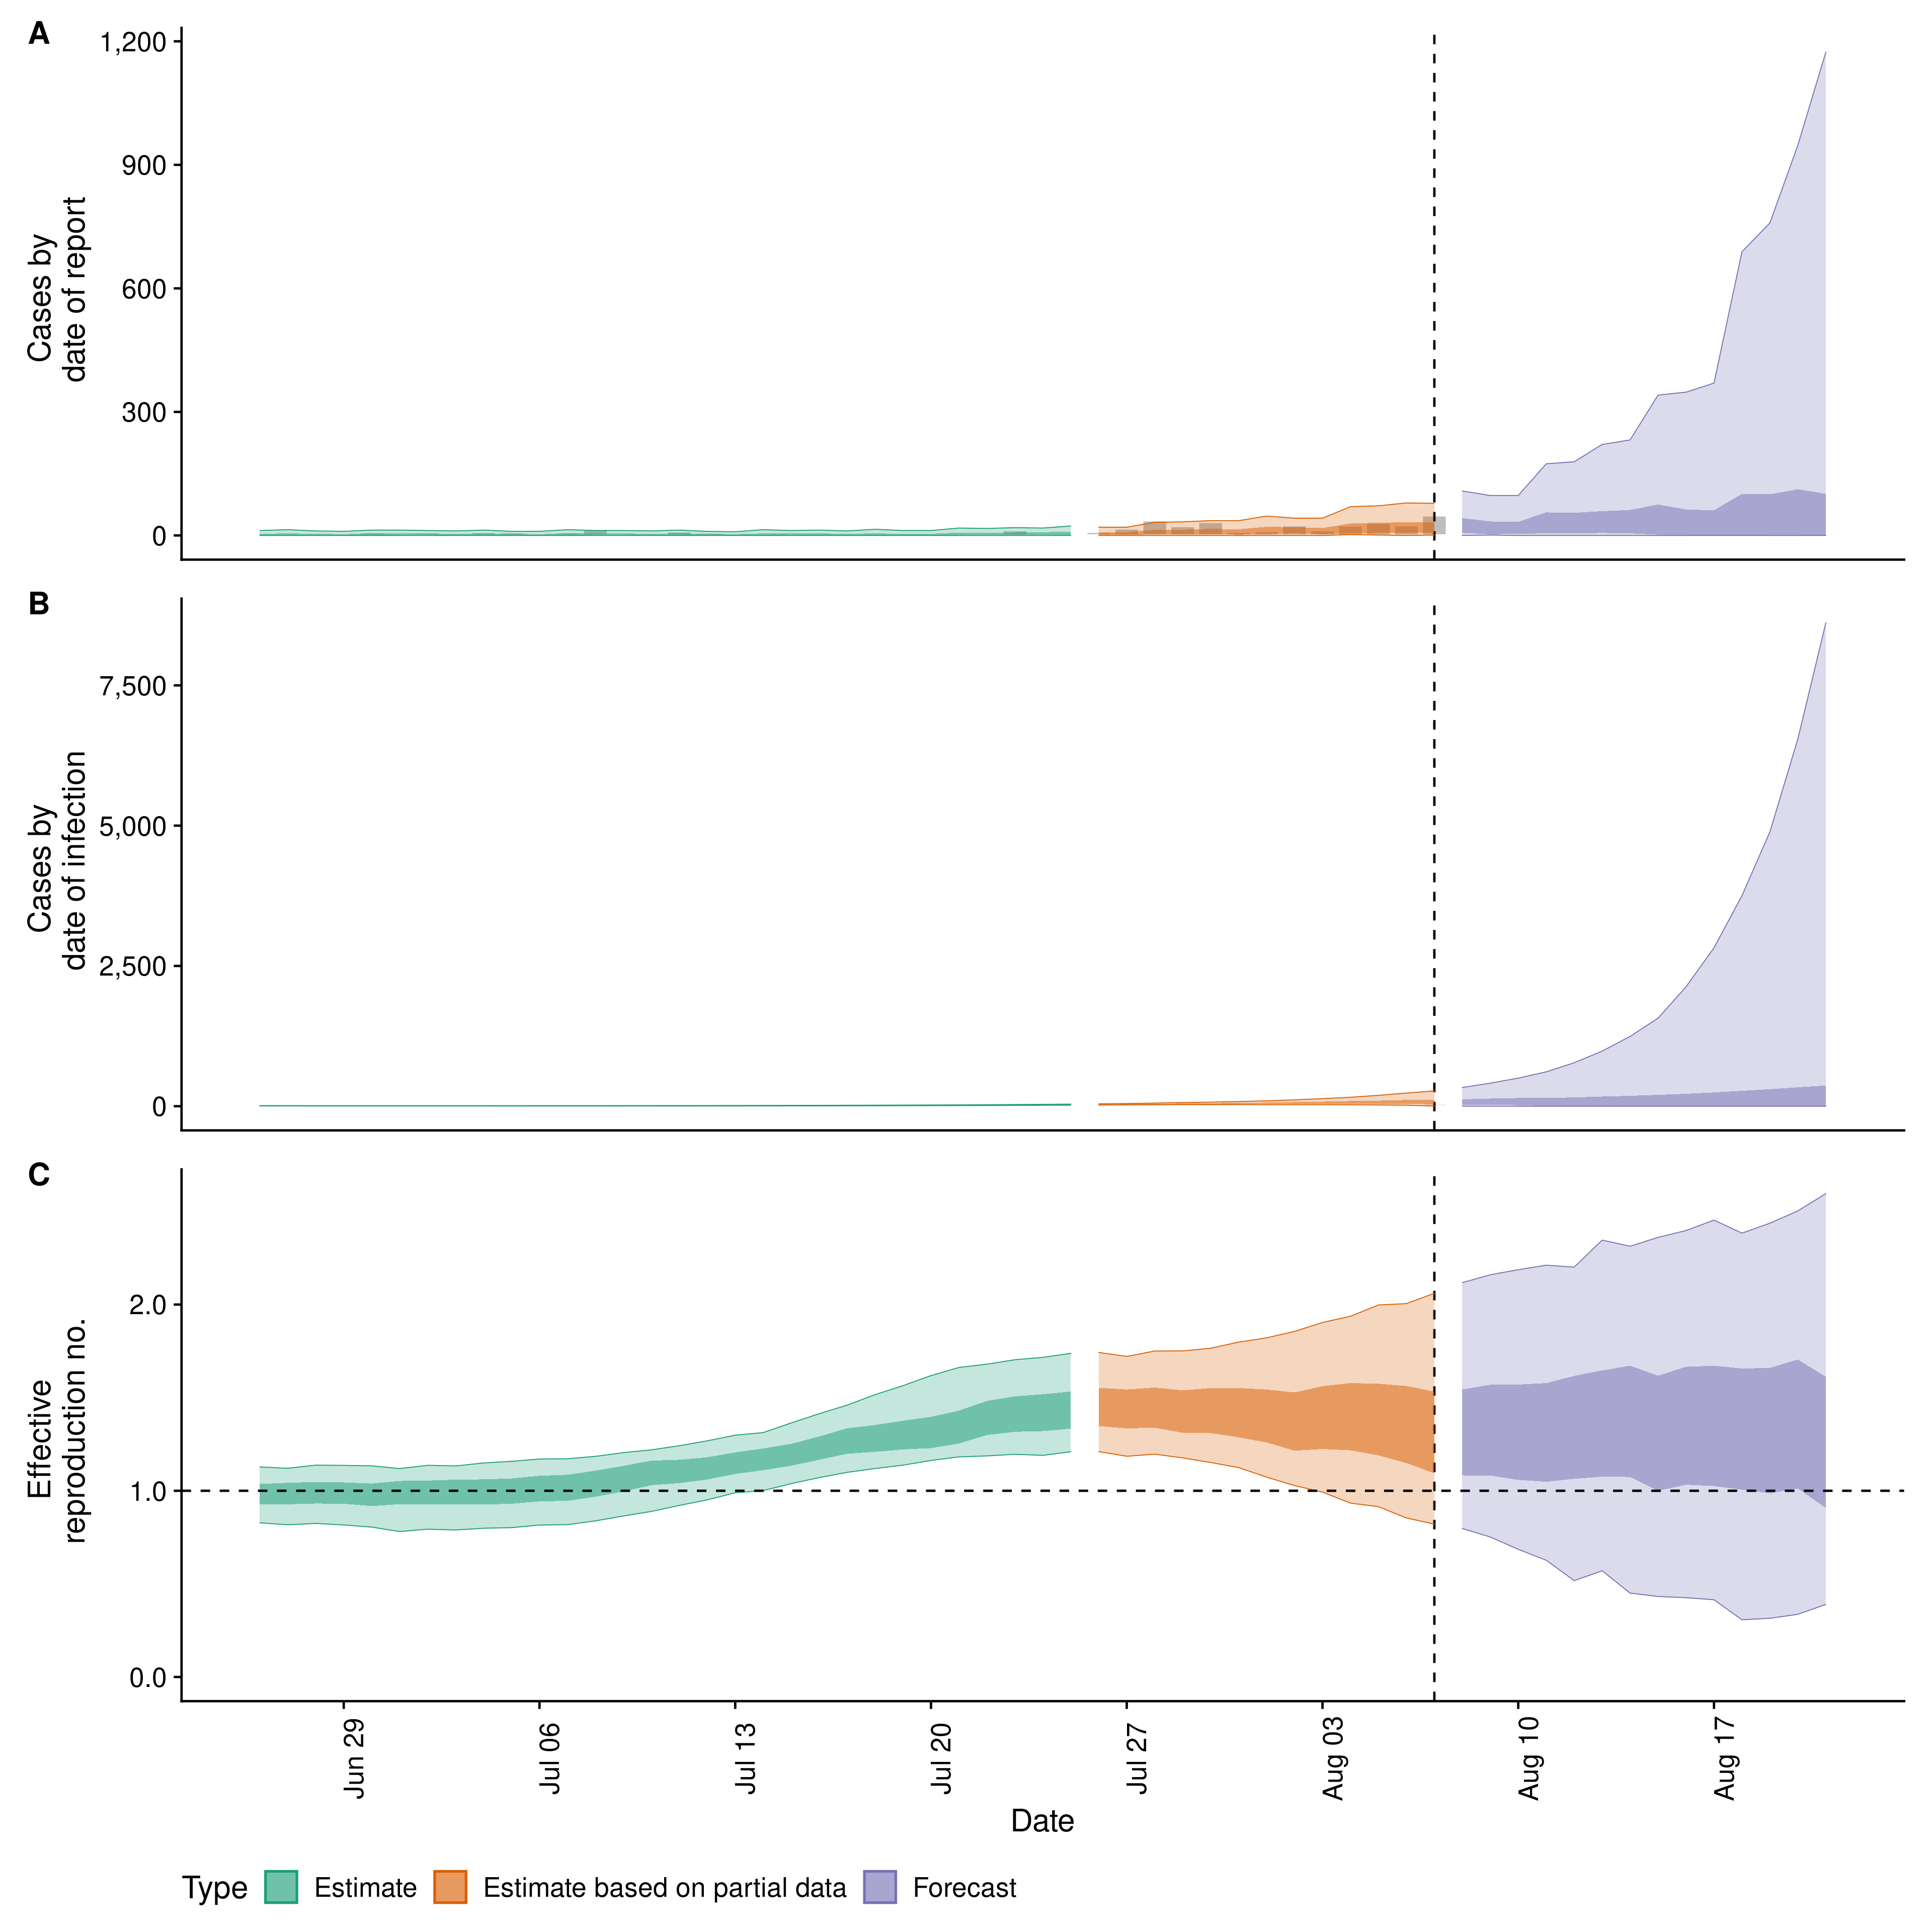 A
Cases by
date of report
1,200
900
600
300
0
B
Cases by
date of infection
7,500
5,000
2,500
0
C
Effective
reproduction no.
2.0
1.0
0.0
Jun 29
Jul 06
Jul 13
Jul 20
Jul 27
Aug 03
Aug 10
Aug 17
Date
Type Estimate Estimate based on partial data Forecast